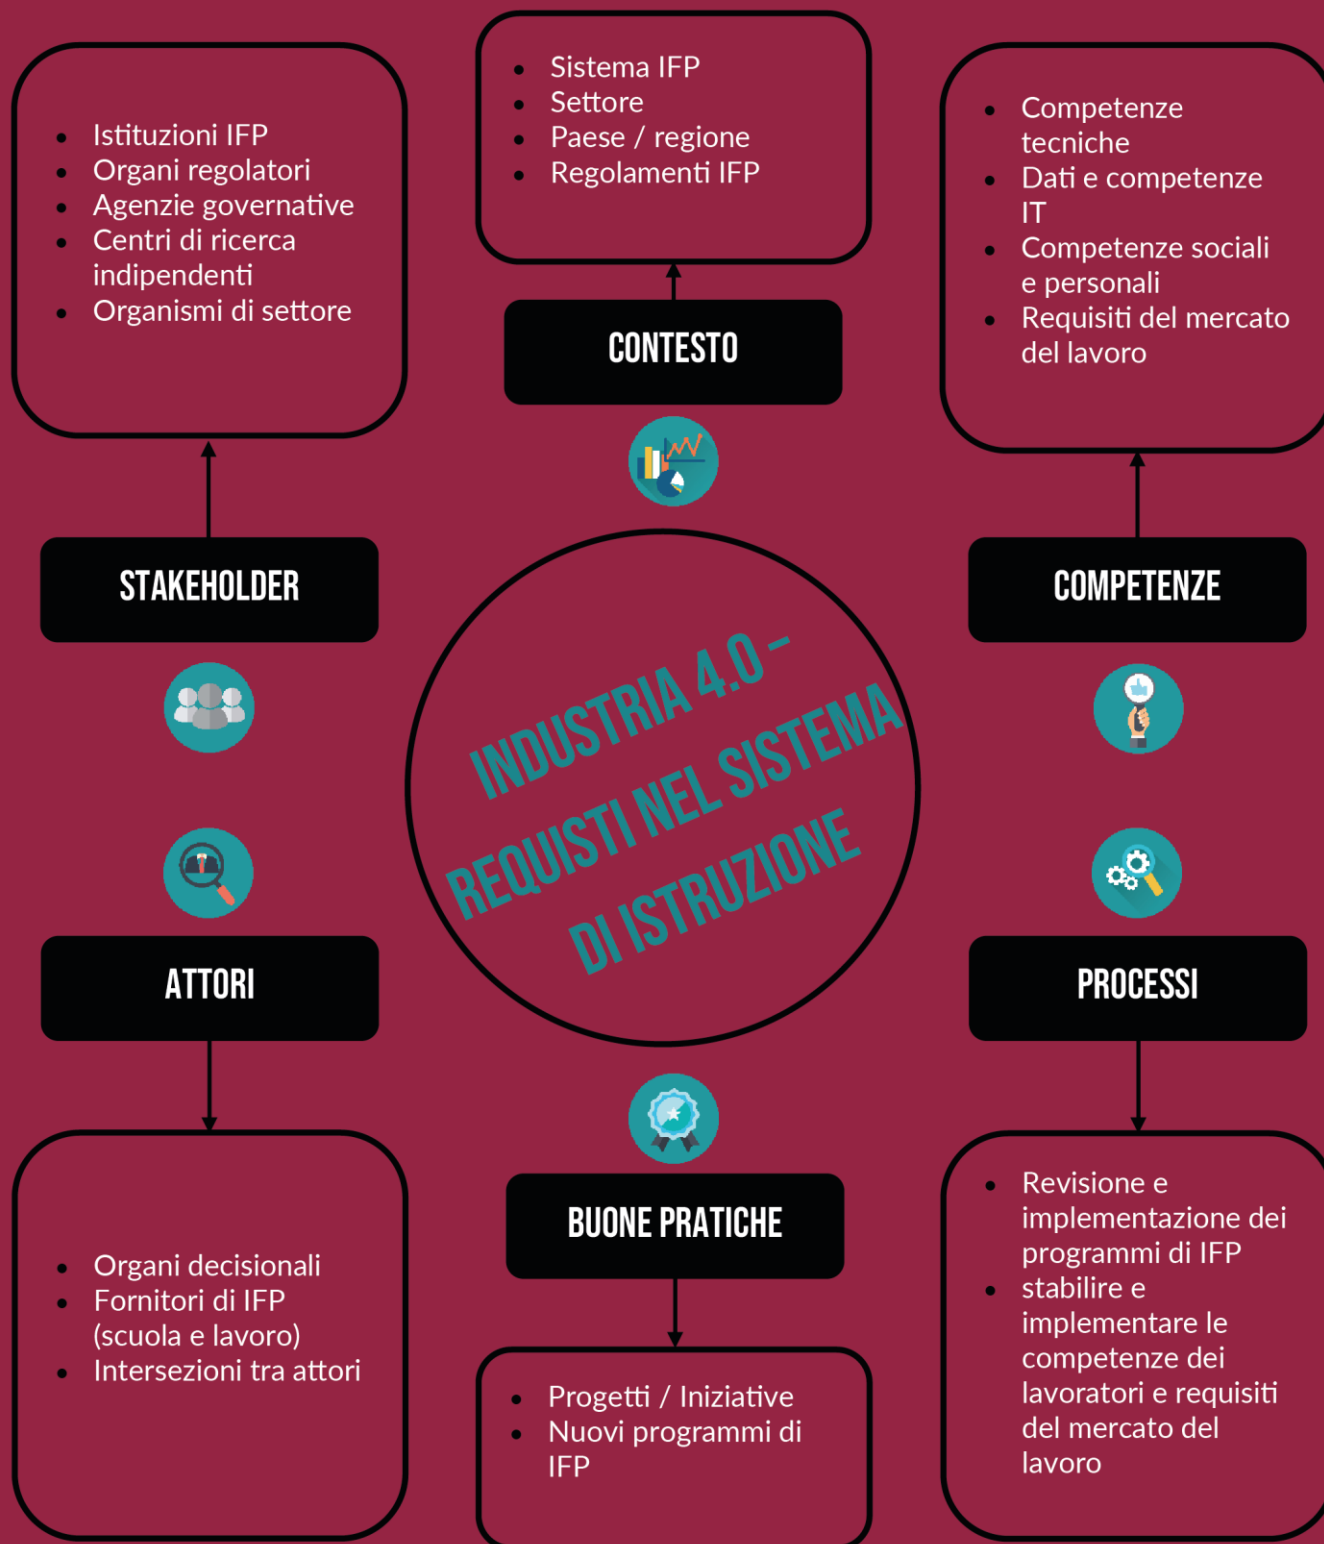 Istituzioni IFP
Organi regolatori
Agenzie governative
Centri di ricerca
indipendenti
Organismi di settore
STAKEHOLDER
Sistema IFP
Settore
Paese / regione
Regolamenti IFP
CONTESTO
Competenze
tecniche
Dati e competenze
IT
Competenze sociali
e personali
Requisiti del mercato
del lavoro
COMPETENZE
INDUSTRIA 4.0 –
REQUISTI NEL SISTEMA
DI ISTRUZIONE
ATTORI
Organi decisionali
Fornitori di IFP
(scuola e lavoro)
Intersezioni tra attori
BUONE PRATICHE
Progetti / Iniziative
Nuovi programmi di
IFP
PROCESSI
Revisione e
implementazione dei
programmi di IFP
stabilire e
implementare le
competenze dei
lavoratori e requisiti
del mercato del
lavoro